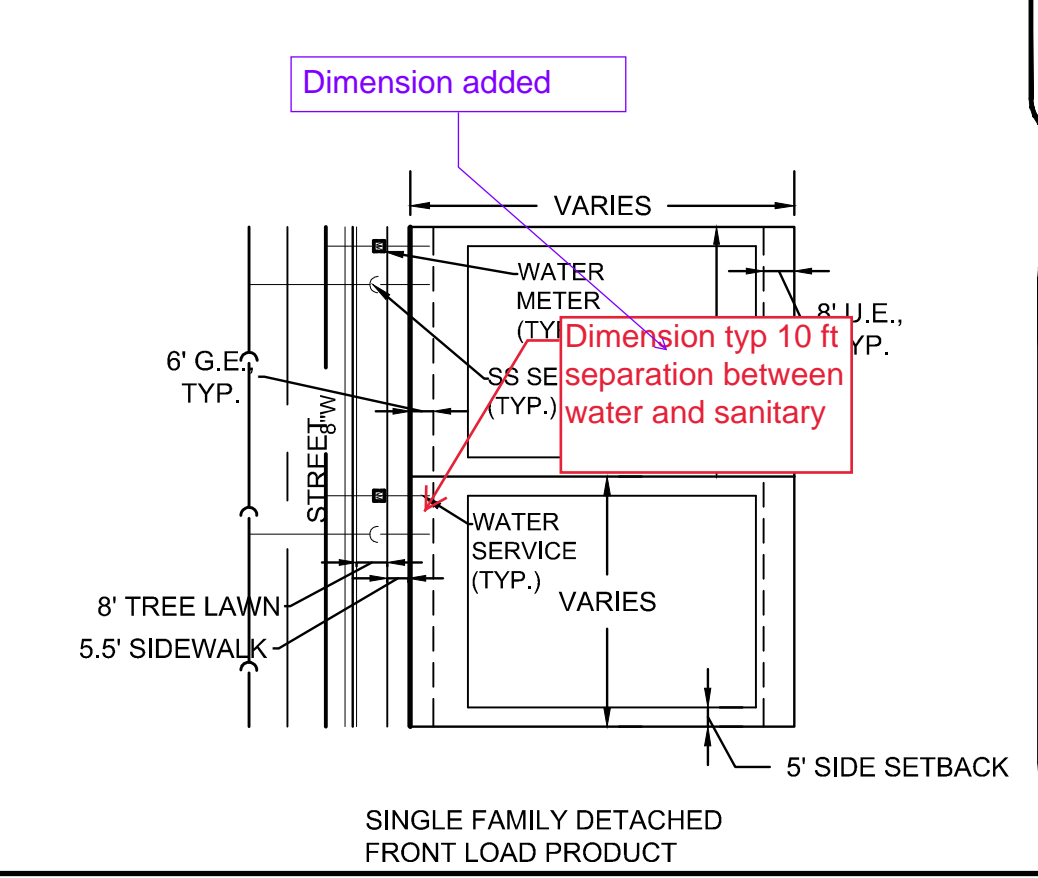 Dimension added
VARIES
WATER
METER
(TYP
8' U.E.,
YP.
Dimension typ 10 ft
separation between
water and sanitary
6' G.E.,
TYP.
SS SE
(TYP.)
8"W
STREET
WATER
SERVICE
(TYP.)
VARIES
8' TREE LAWN
5.5' SIDEWALK
5' SIDE SETBACK
SINGLE FAMILY DETACHED
FRONT LOAD PRODUCT